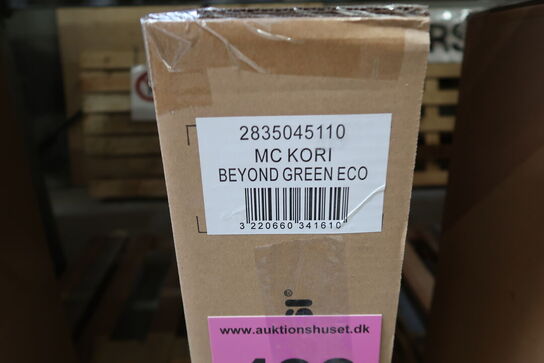 2835045110
MC KORI
BEYOND GREEN ECO
3 220660 341610
www.auktionshuset.dk